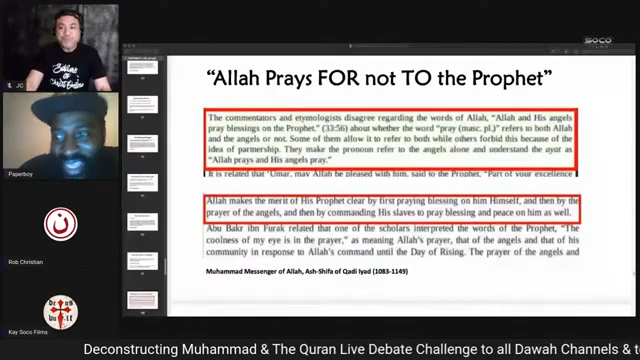 SOCO
"Allah Prays FOR not TO the Prophet"
The commentators and etymologists disagree regarding the words of Allah, "Allah and His angels
pray blessings on the Prophet." (33:56) about whether the word "pray (masc. pl.)" refers to both Allah
and the angels or not. Some of them allow it to refer to both while others forbid this because of the
idea of partnership. They make the pronoun refer to the angels alone and understand the ayat as
"Allah prays and His angels pray."
It is related that 'Umar, may Allah be pleased with him, said to the Prophet, "Part of your excellence
Allah makes the merit of His Prophet clear by first praying blessing on him Himself, and then by the
prayer of the angels, and then by commanding His slaves to pray blessing and peace on him as well.
Abu Bakr ibn Furak related that one of the scholars interpreted the words of the Prophet, "The
coolness of my eye is in the prayer," as meaning Allah's prayer, that of the angels and that of his
community in response to Allah's command until the Day of Rising. The prayer of the angels and
Muhammad Messenger of Allah, Ash-Shifa of Qadi Iyad (1083-1149)
JC
Paperboy
Rob Christian
Kay Soco Films
Deconstructing Muhammad & The Quran Live Debate Challenge to all Dawah Channels & t